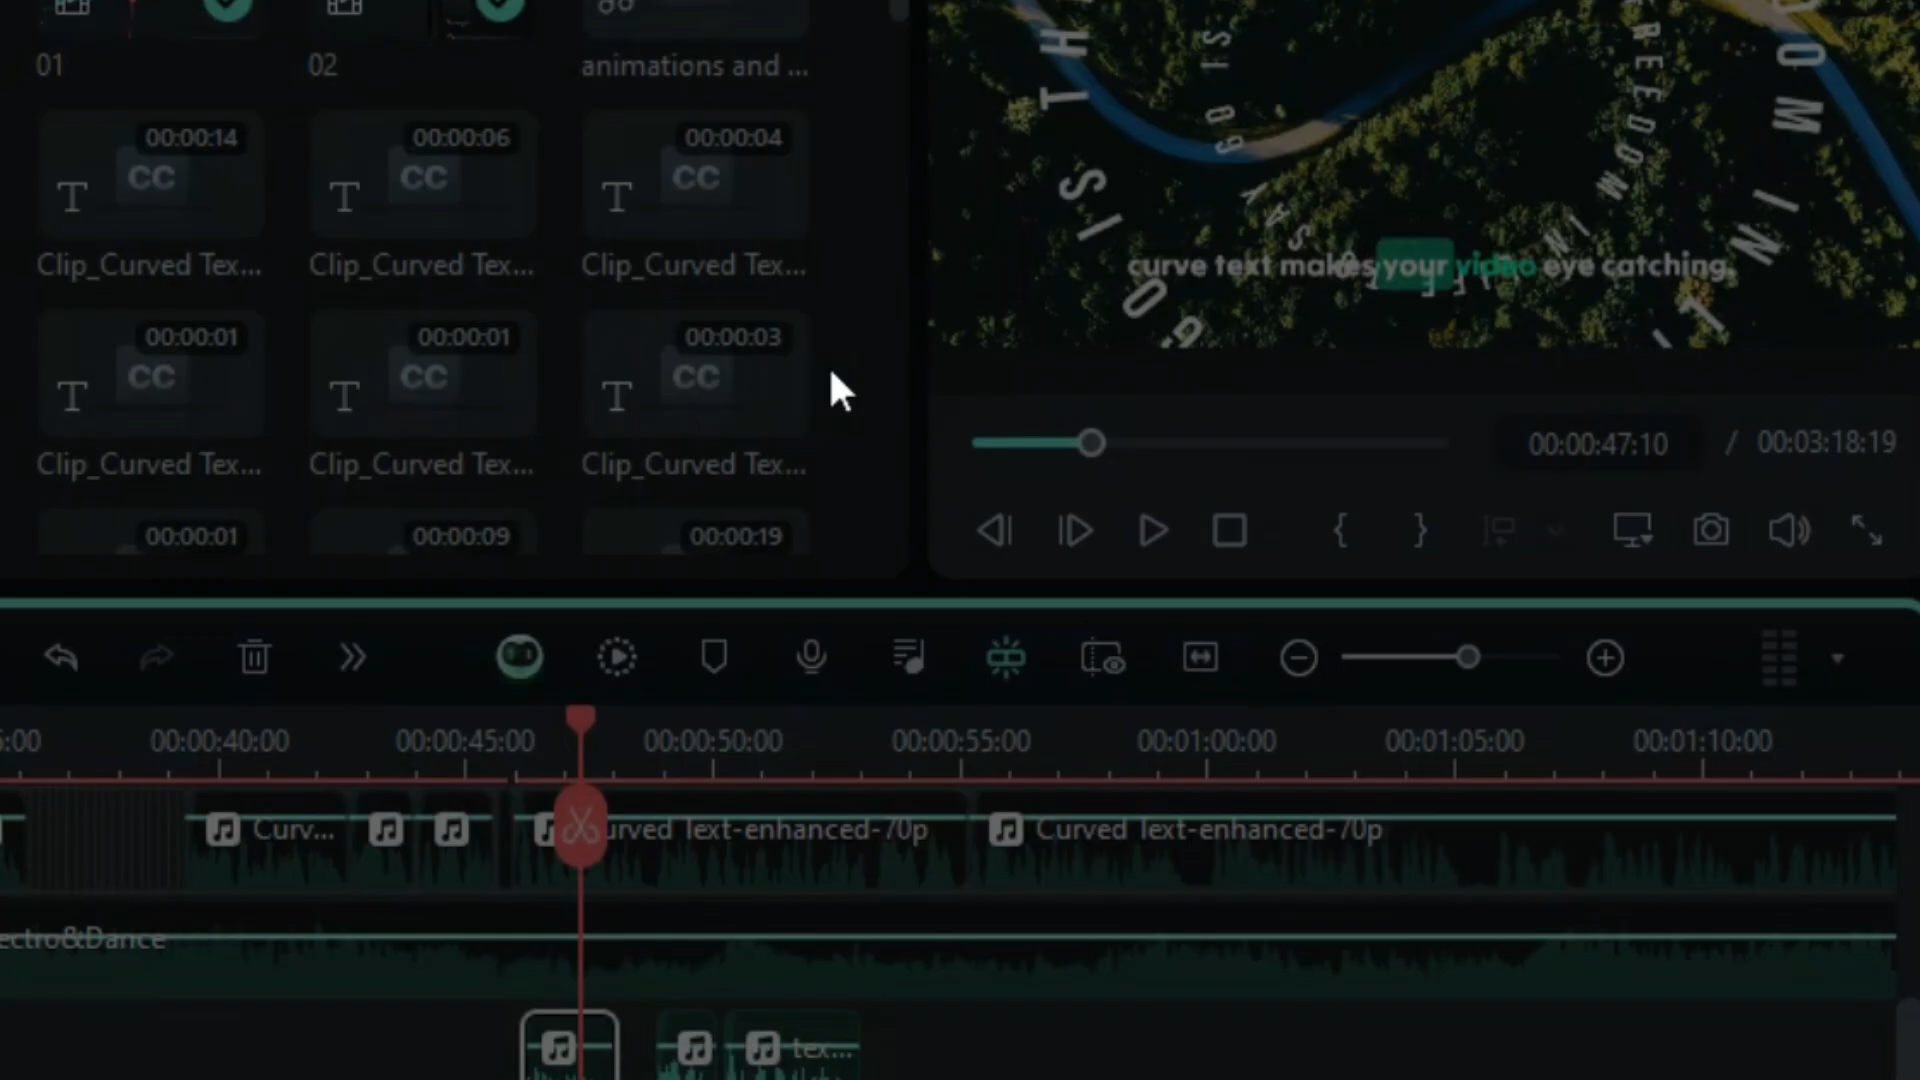 01
02
animations and ...
00:00:14
00:00:06
00:00:04
T
CC
T
CC
T
CC
Clip_Curved Tex...
Clip_Curved Tex...
Clip_Curved Tex...
00:00:01
00:00:01
00:00:03
T
CC
T
CC
T
CC
Clip_Curved Tex...
Clip_Curved Tex...
Clip_Curved Tex...
00:00:01
00:00:09
00:00:19
curve text makes your video eye catching.
00:00:47:10 / 00:03:18:19
5:00
00:00:40:00
00:00:45:00
00:00:50:00
00:00:55:00
00:01:00:00
00:01:05:00
00:01:10:00
Curv...
urved Text-enhanced-70p
Curved Text-enhanced-70p
ectro&Dance
tex...